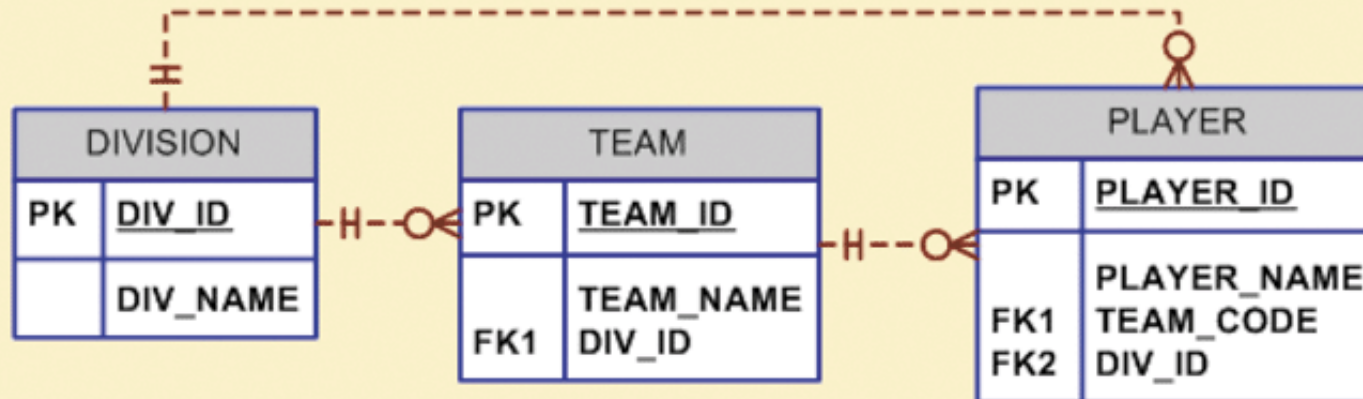 DIVISION
PK DIV_ID
DIV_NAME
TEAM
PK TEAM_ID
TEAM_NAME
FK1 DIV_ID
PLAYER
PK PLAYER_ID
PLAYER_NAME
FK1 TEAM_CODE
FK2 DIV_ID